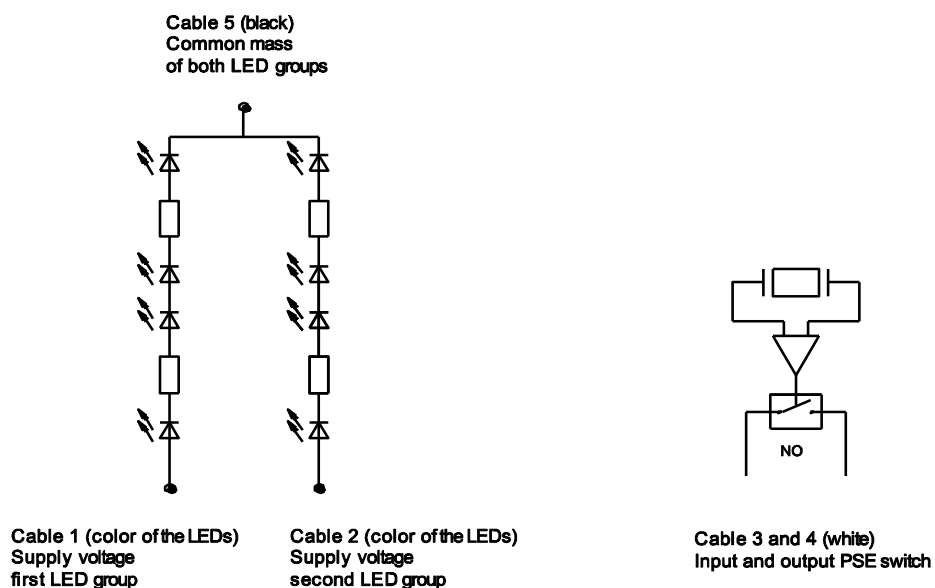 Cable 5 (black)
Common mass
of both LED groups
NO
Cable 1 (color of the LEDs)
Supply voltage
first LED group
Cable 2 (color of the LEDs)
Supply voltage
second LED group
Cable 3 and 4 (white)
Input and output PSE switch